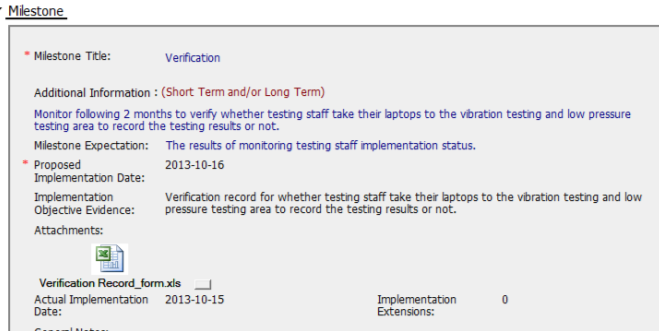 Milestone
* Milestone Title: Verification
Additional Information : (Short Term and/or Long Term)
Monitor following 2 months to verify whether testing staff take their laptops to the vibration testing and low pressure
testing area to record the testing results or not.
Milestone Expectation: The results of monitoring testing staff implementation status.
* Proposed 2013-10-16
Implementation Date:
Implementation Verification record for whether testing staff take their laptops to the vibration testing and low
Objective Evidence: pressure testing area to record the testing results or not.
Attachments:
Verification Record_form.xls
Actual Implementation 2013-10-15 Implementation 0
Date: Extensions:
General Notes: